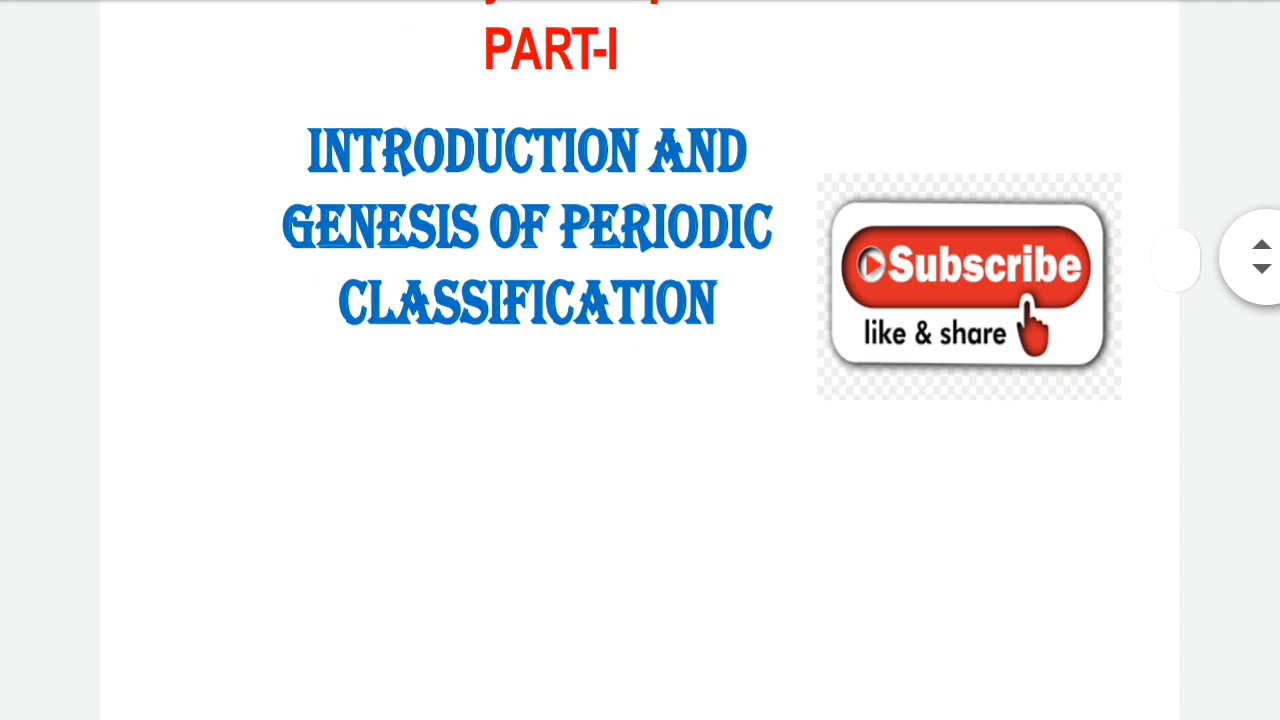 PART-I
INTRODUCTION AND
GENESIS OF PERIODIC
CLASSIFICATION
Subscribe
like & share